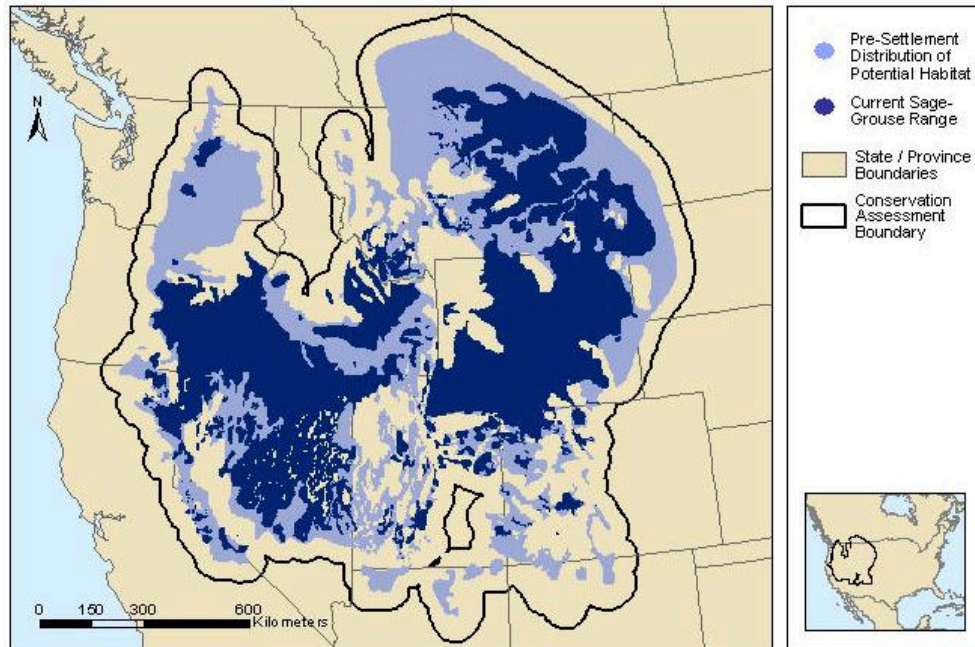 N
0 150 300 600
Kilometers
Pre-Settlement
Distribution of
Potential Habitat
Current Sage-
Grouse Range
State / Province
Boundaries
Conservation
Assessment
Boundary